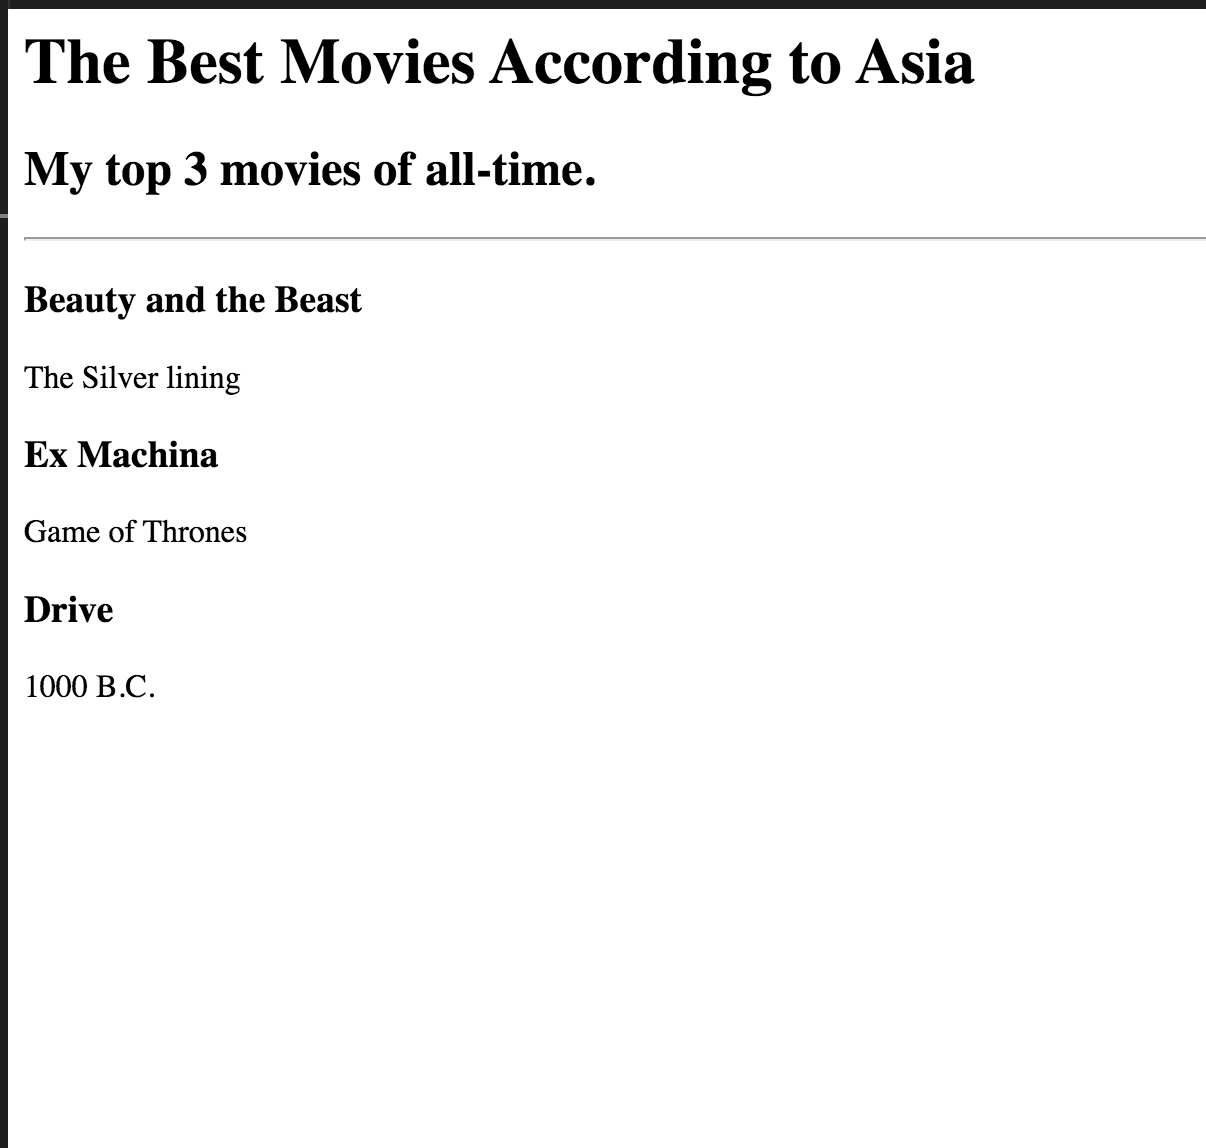 The Best Movies According to Asia
My top 3 movies of all-time.
Beauty and the Beast
The Silver lining
Ex Machina
Game of Thrones
Drive
1000 B.C.